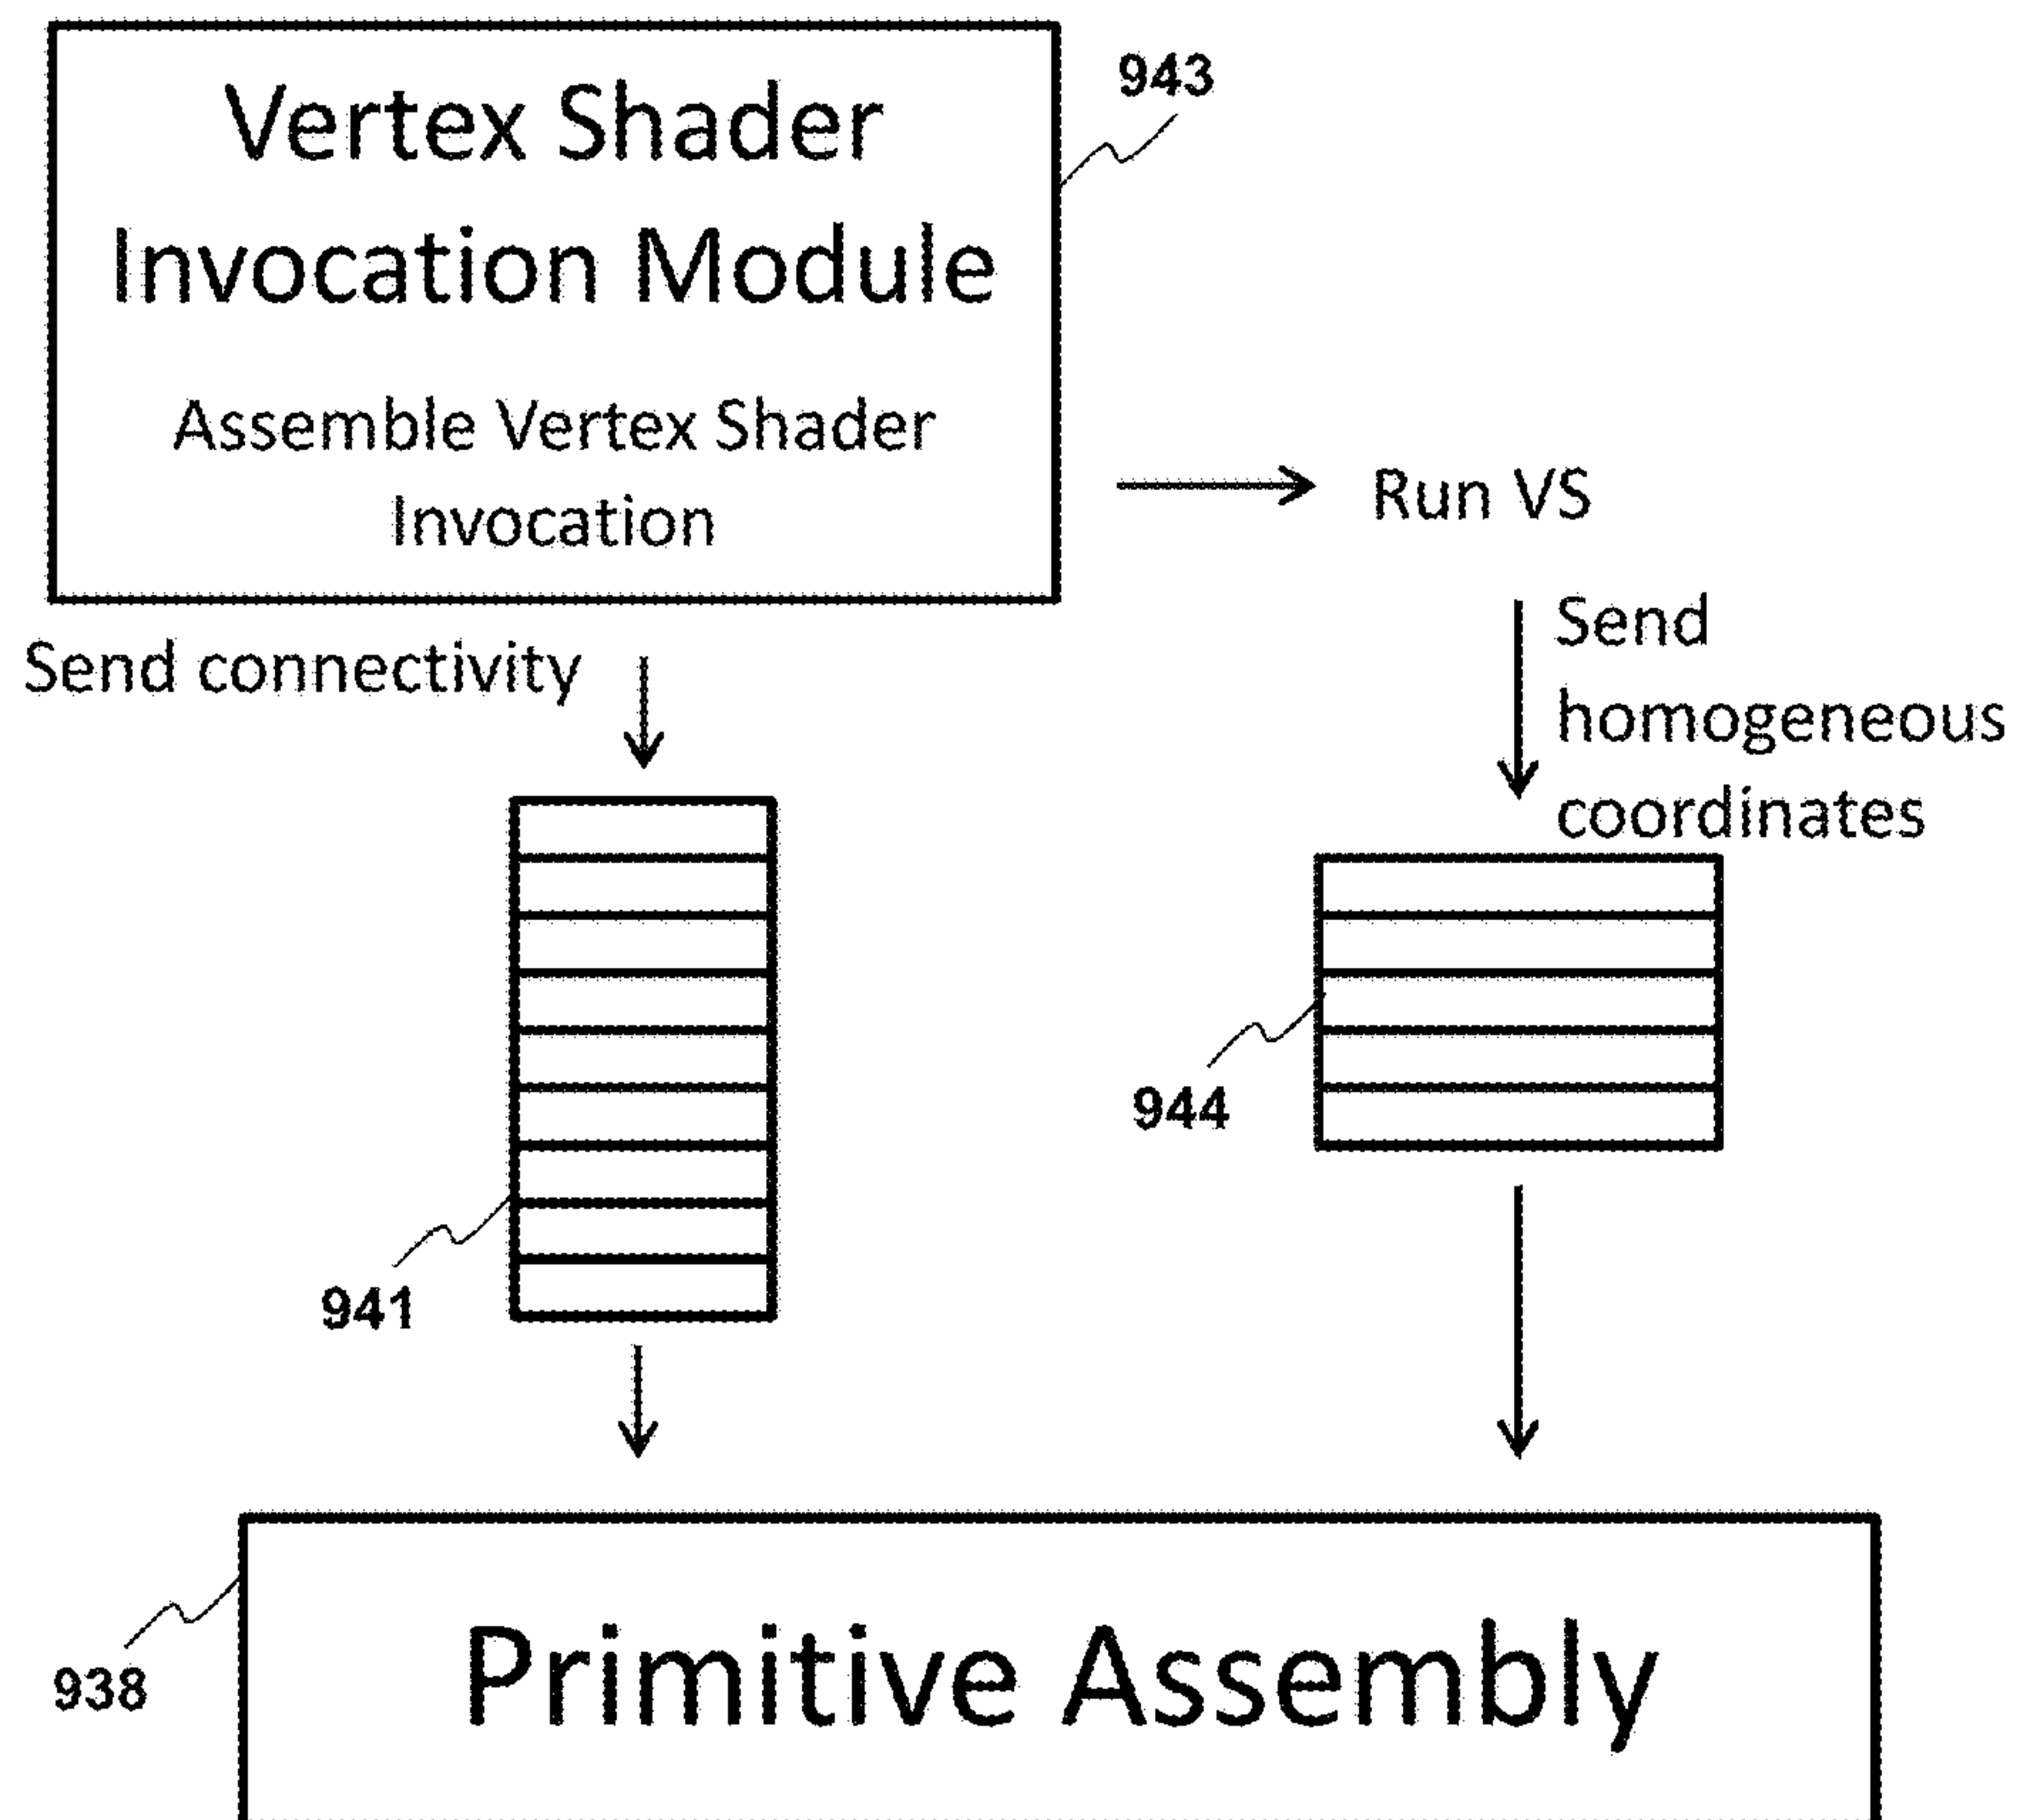 Vertex Shader
Invocation Module
Assemble Vertex Shader
Invocation
943
Run VS
Send connectivity
Send
homogeneous
coordinates
944
941
938
Primitive Assembly